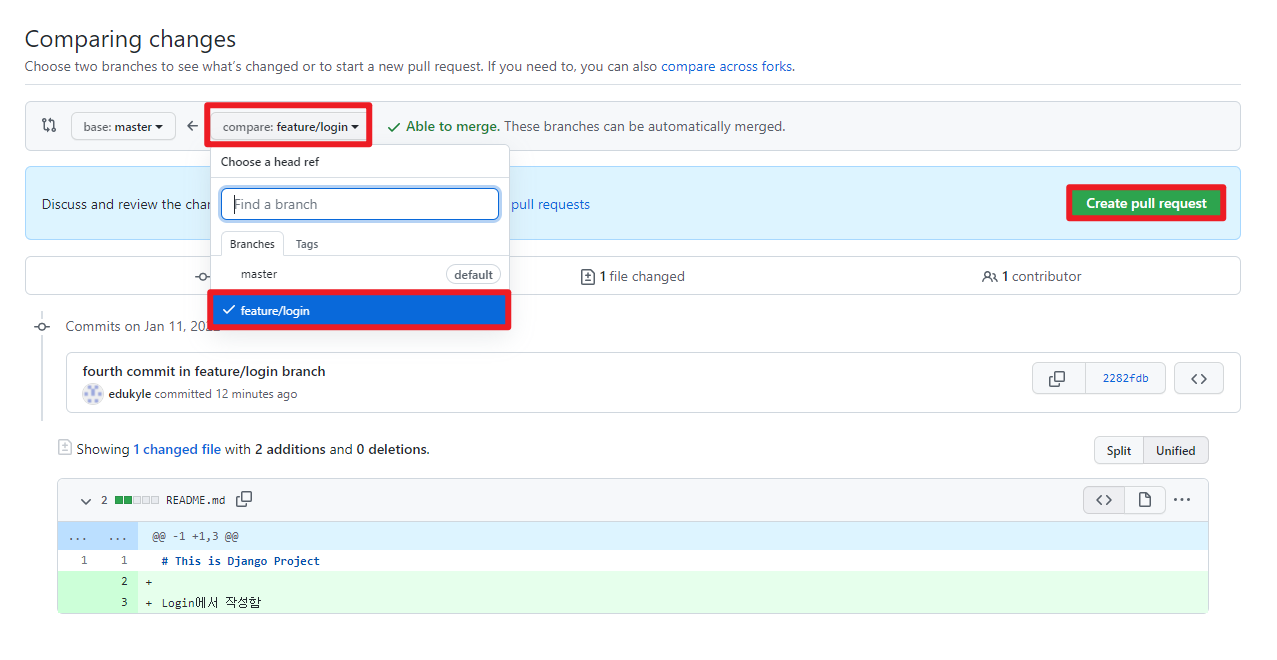 Comparing changes
Choose two branches to see what's changed or to start a new pull request. If you need to, you can also compare across forks.
base: master compare: feature/login Able to merge. These branches can be automatically merged.
Choose a head ref
Discuss and review the Find a branch pull requests Create pull request
Branches Tags
master default
1 file changed 1 contributor
feature/login
Commits on Jan 11,
fourth commit in feature/login branch
edukyle committed 12 minutes ago 2282fdb
Showing 1 changed file with 2 additions and 0 deletions. Split Unified
2 README.md
... ... @@ -1 +1,3 @@
1 1 # This is Django Project
2 +
3 + Login에서 작성함